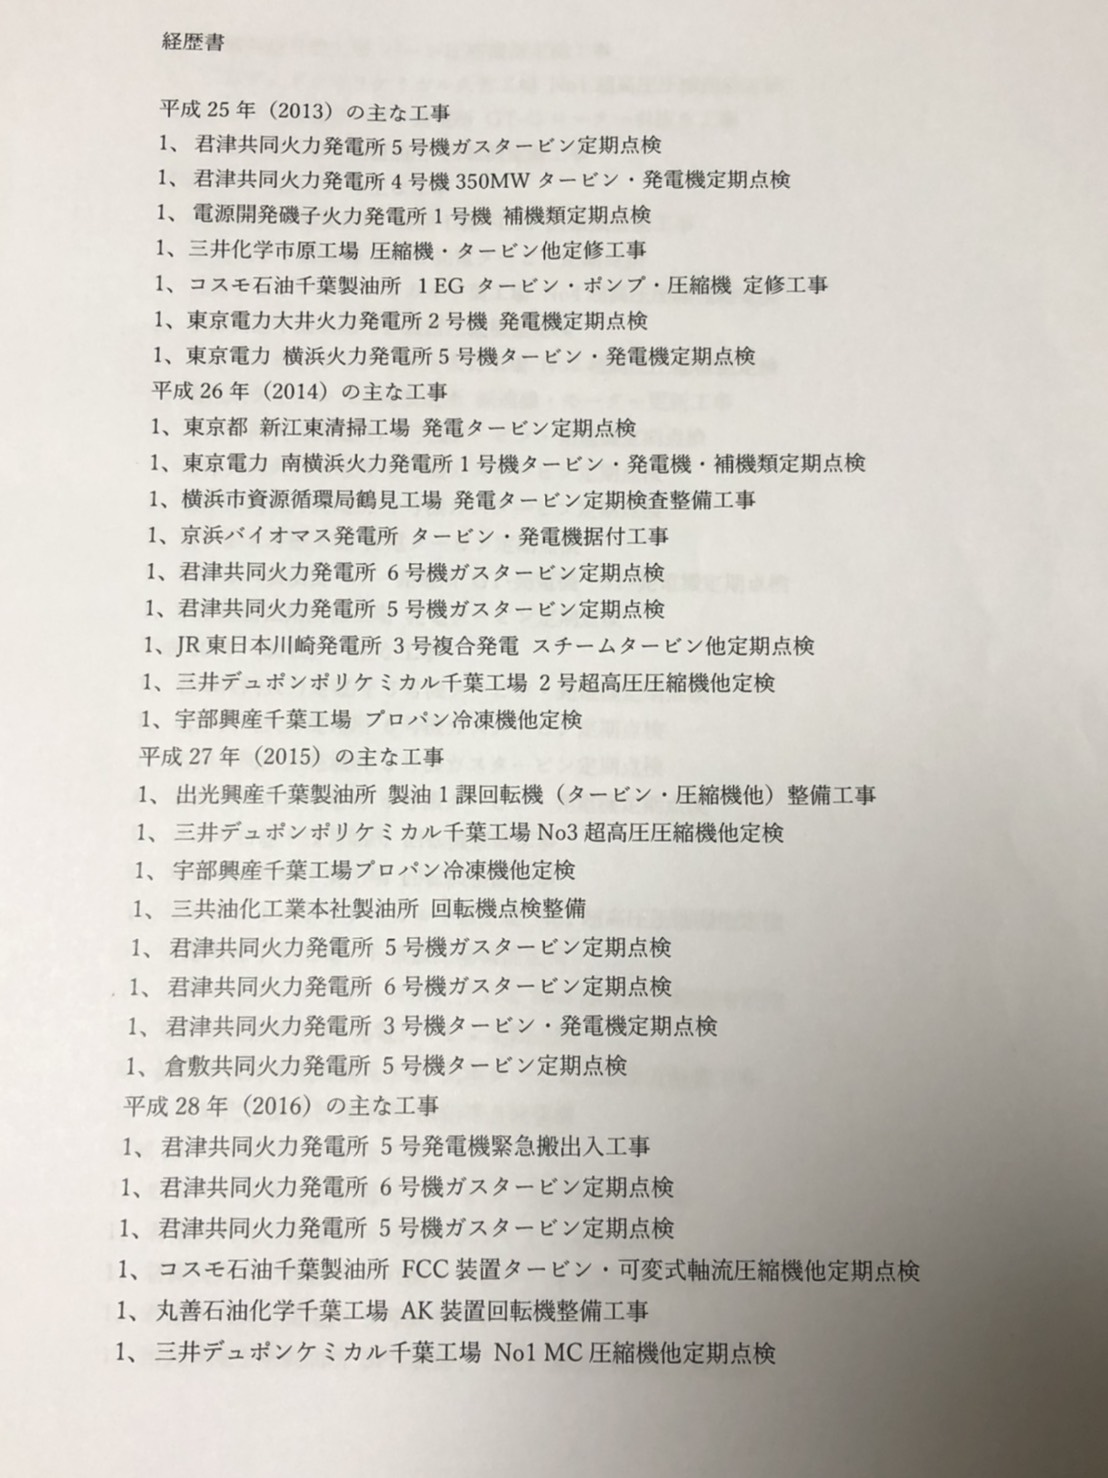 経歴書
平成 25 年（2013）の主な工事
1、 君津共同火力発電所 5 号機ガスタービン定期点検
1、 君津共同火力発電所 4 号機 350MW タービン・発電機定期点検
1、 電源開発磯子火力発電所 1 号機 補機類定期点検
1、三井化学市原工場 圧縮機・タービン他定修工事
1、コスモ石油千葉製油所 １EG タービン・ポンプ・圧縮機 定修工事
1、東京電力大井火力発電所 2 号機 発電機定期点検
1、東京電力 横浜火力発電所 5 号機タービン・発電機定期点検
平成 26 年（2014）の主な工事
1、東京都 新江東清掃工場 発電タービン定期点検
1、東京電力 南横浜火力発電所 1 号機タービン・発電機・補機類定期点検
1、横浜市資源循環局鶴見工場 発電タービン定期検査整備工事
1、京浜バイオマス発電所 タービン・発電機据付工事
1、君津共同火力発電所 6 号機ガスタービン定期点検
1、君津共同火力発電所 5 号機ガスタービン定期点検
1、JR 東日本川崎発電所 3 号複合発電 スチームタービン他定期点検
1、三井デュポンポリケミカル千葉工場 2 号超高圧圧縮機他定検
1、宇部興産千葉工場 プロパン冷凍機他定検
平成 27 年（2015）の主な工事
1、 出光興産千葉製油所 製油 1 課回転機（タービン・圧縮機他）整備工事
1、 三井デュポンポリケミカル千葉工場 No3 超高圧圧縮機他定検
1、 宇部興産千葉工場プロパン冷凍機他定検
1、 三共油化工業本社製油所 回転機点検整備
1、 君津共同火力発電所 5 号機ガスタービン定期点検
1、 君津共同火力発電所 6 号機ガスタービン定期点検
1、 君津共同火力発電所 3 号機タービン・発電機定期点検
1、 倉敷共同火力発電所 5 号機タービン定期点検
平成 28 年（2016）の主な工事
1、 君津共同火力発電所 5 号発電機緊急搬出入工事
1、 君津共同火力発電所 6 号機ガスタービン定期点検
1、 君津共同火力発電所 5 号機ガスタービン定期点検
1、コスモ石油千葉製油所 FCC 装置タービン・可変式軸流圧縮機他定期点検
1、丸善石油化学千葉工場 AK 装置回転機整備工事
1、三井デュポンケミカル千葉工場 No1 MC 圧縮機他定期点検